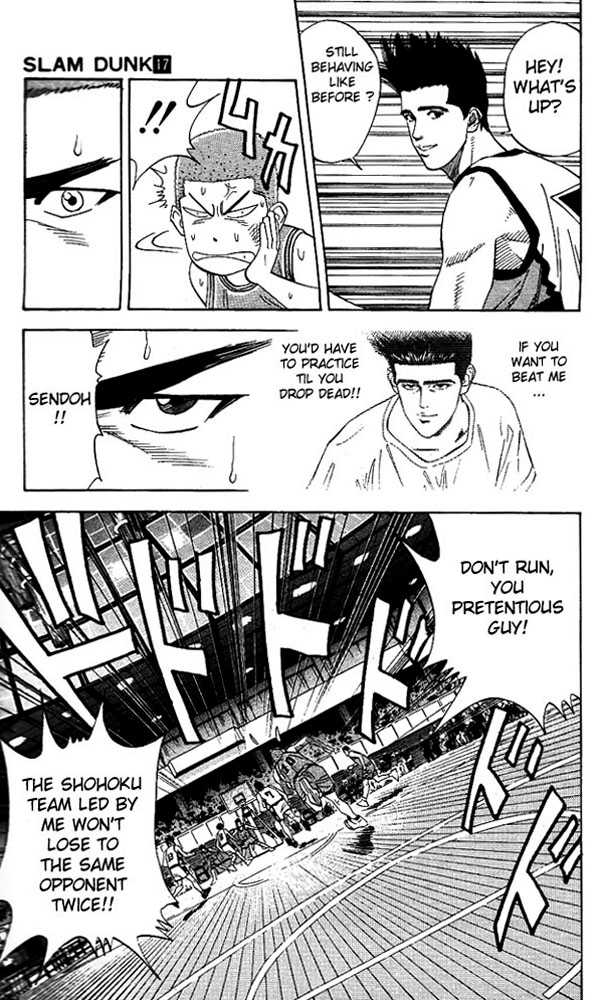 SLAM DUNK 17
HEY!
WHAT'S
UP?
STILL
BEHAVING
LIKE
BEFORE ?
ムカ
!!
IF YOU
WANT TO
BEAT ME
...
YOU'D HAVE
TO PRACTICE
TIL YOU
DROP DEAD!!
SENDOH
!!
DON'T RUN,
YOU
PRETENTIOUS
GUY!
ドドドド
ドド
THE SHOHOKU
TEAM LED BY
ME WON'T
LOSE TO
THE SAME
OPPONENT
TWICE!!